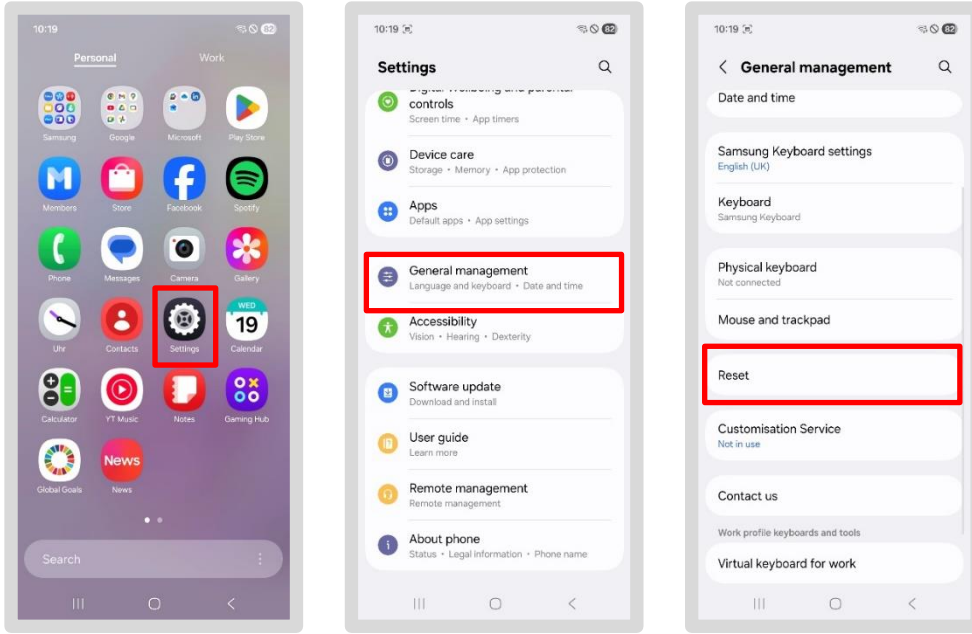 10:19
82
Personal
Work
Samsung
Google
Microsoft
Play Store
Members
Store
Facebook
Spotify
Phone
Messages
Camera
Gallery
WED
19
Uhr
Contacts
Settings
Calendar
Calculator
YT Music
Notes
Gaming Hub
News
Global Goals
News
Search
10:19
82
Settings
Digital Wellbeing and parental
controls
Screen time • App timers
Device care
Storage • Memory • App protection
Apps
Default apps • App settings
General management
Language and keyboard • Date and time
Accessibility
Vision • Hearing • Dexterity
Software update
Download and install
User guide
Learn more
Remote management
Remote management
About phone
Status • Legal information • Phone name
10:19
82
General management
Date and time
Samsung Keyboard settings
English (UK)
Keyboard
Samsung Keyboard
Physical keyboard
Not connected
Mouse and trackpad
Reset
Customisation Service
Not in use
Contact us
Work profile keyboards and tools
Virtual keyboard for work